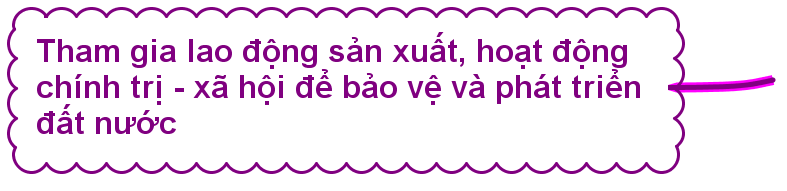 Tham gia lao động sản xuất, hoạt động
chính trị - xã hội để bảo vệ và phát triển
đất nước